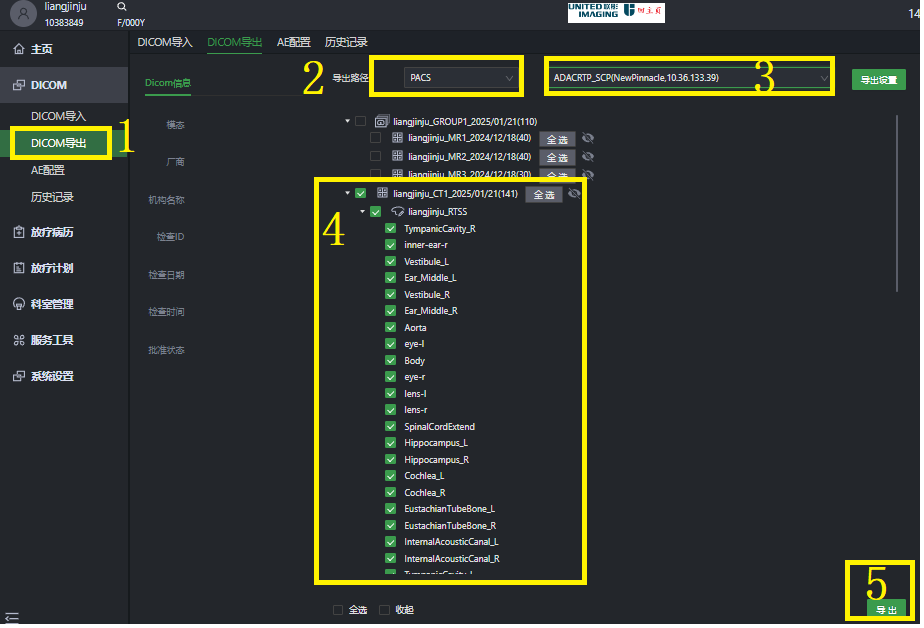 liangjinju
10383849
F/000Y
UNITED 联影
IMAGING
14
主页
DICOM
DICOM导入
DICOM导出
AE配置
历史记录
放疗病历
放疗计划
科室管理
服务工具
系统设置
1
DICOM导入
DICOM导出
AE配置
历史记录
2
导出路径
PACS
ADACRTP_SCP(NewPinnacle,10.36.133.39)
3
导出设置
Dicom信息
模态
厂商
机构名称
检查ID
检查日期
检查时间
批准状态
liangjinju_GROUP1_2025/01/21(110)
liangjinju_MR1_2024/12/18(40)
全选
liangjinju_MR2_2024/12/18(40)
全选
liangjinju_MR3_2024/12/18(30)
全选
liangjinju_CT1_2025/01/21(141)
全选
4
liangjinju_RTSS
TympanicCavity_R
inner-ear-r
Vestibule_L
Ear_Middle_L
Vestibule_R
Ear_Middle_R
Aorta
eye-l
Body
eye-r
lens-l
lens-r
SpinalCordExtend
Hippocampus_L
Hippocampus_R
Cochlea_L
Cochlea_R
EustachianTubeBone_L
EustachianTubeBone_R
InternalAcousticCanal_L
InternalAcousticCanal_R
TympanicCavity_L
全选
收起
5
导出